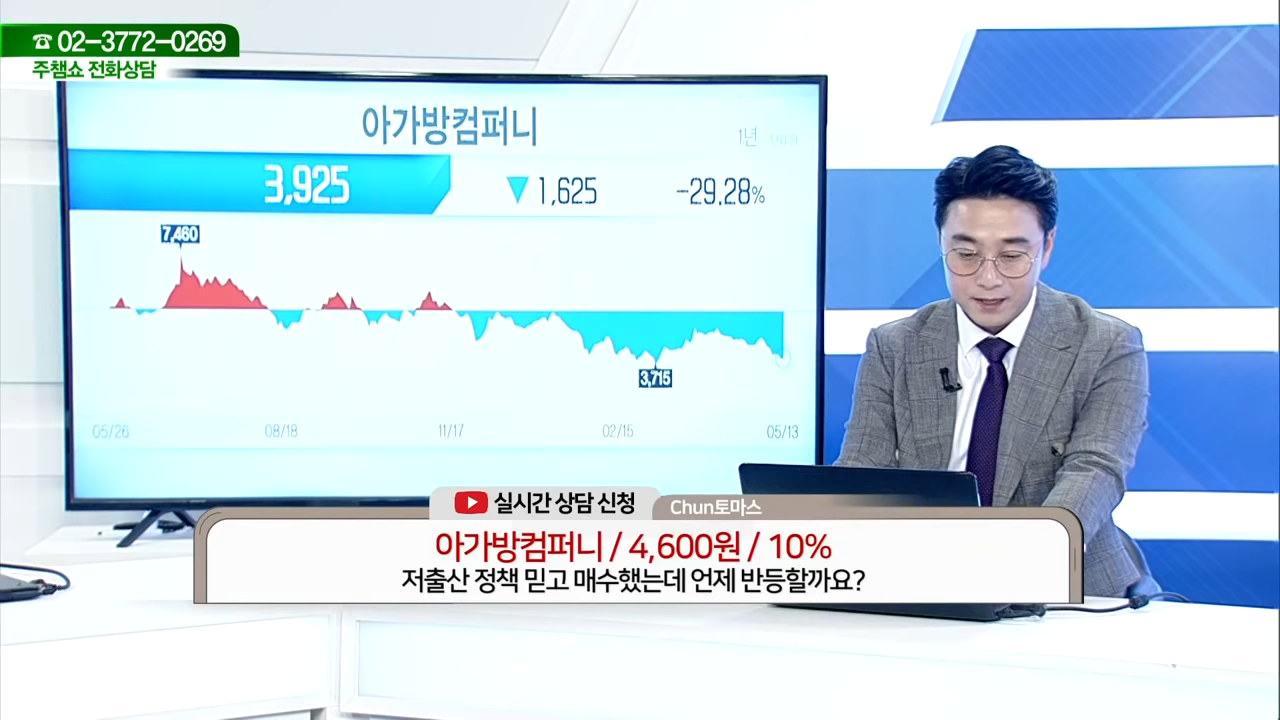 ☎ 02-3772-0269
주챔쇼 전화상담
아가방컴퍼니
1년
3,925 ▼ 1,625 -29.28%
7,460
3,715
05/26 08/18 11/17 02/15 05/13
실시간 상담 신청 Chun토마스
아가방컴퍼니 / 4,600원 / 10%
저출산 정책 믿고 매수했는데 언제 반등할까요?